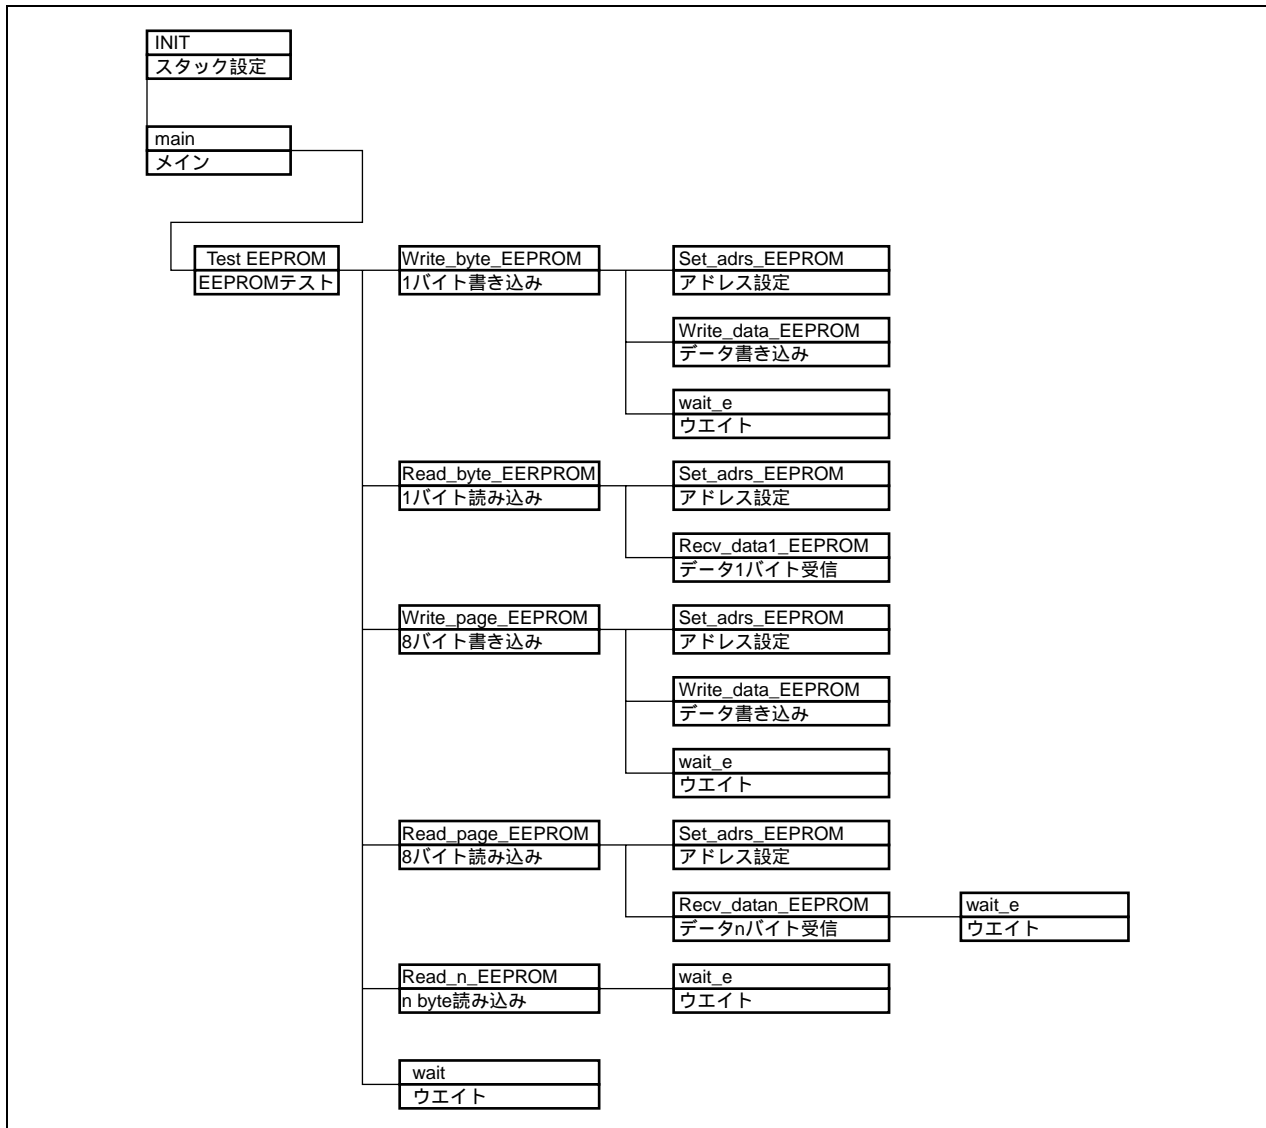 INIT
スタック設定
main
メイン
Test EEPROM
EEPROMテスト
Write_byte_EEPROM
1バイト書き込み
Set_adrs_EEPROM
アドレス設定
Write_data_EEPROM
データ書き込み
wait_e
ウエイト
Read_byte_EERPROM
1バイト読み込み
Set_adrs_EEPROM
アドレス設定
Recv_data1_EEPROM
データ1バイト受信
Write_page_EEPROM
8バイト書き込み
Set_adrs_EEPROM
アドレス設定
Write_data_EEPROM
データ書き込み
wait_e
ウエイト
Read_page_EEPROM
8バイト読み込み
Set_adrs_EEPROM
アドレス設定
Recv_datan_EEPROM
データnバイト受信
wait_e
ウエイト
Read_n_EEPROM
n byte読み込み
wait_e
ウエイト
wait
ウエイト